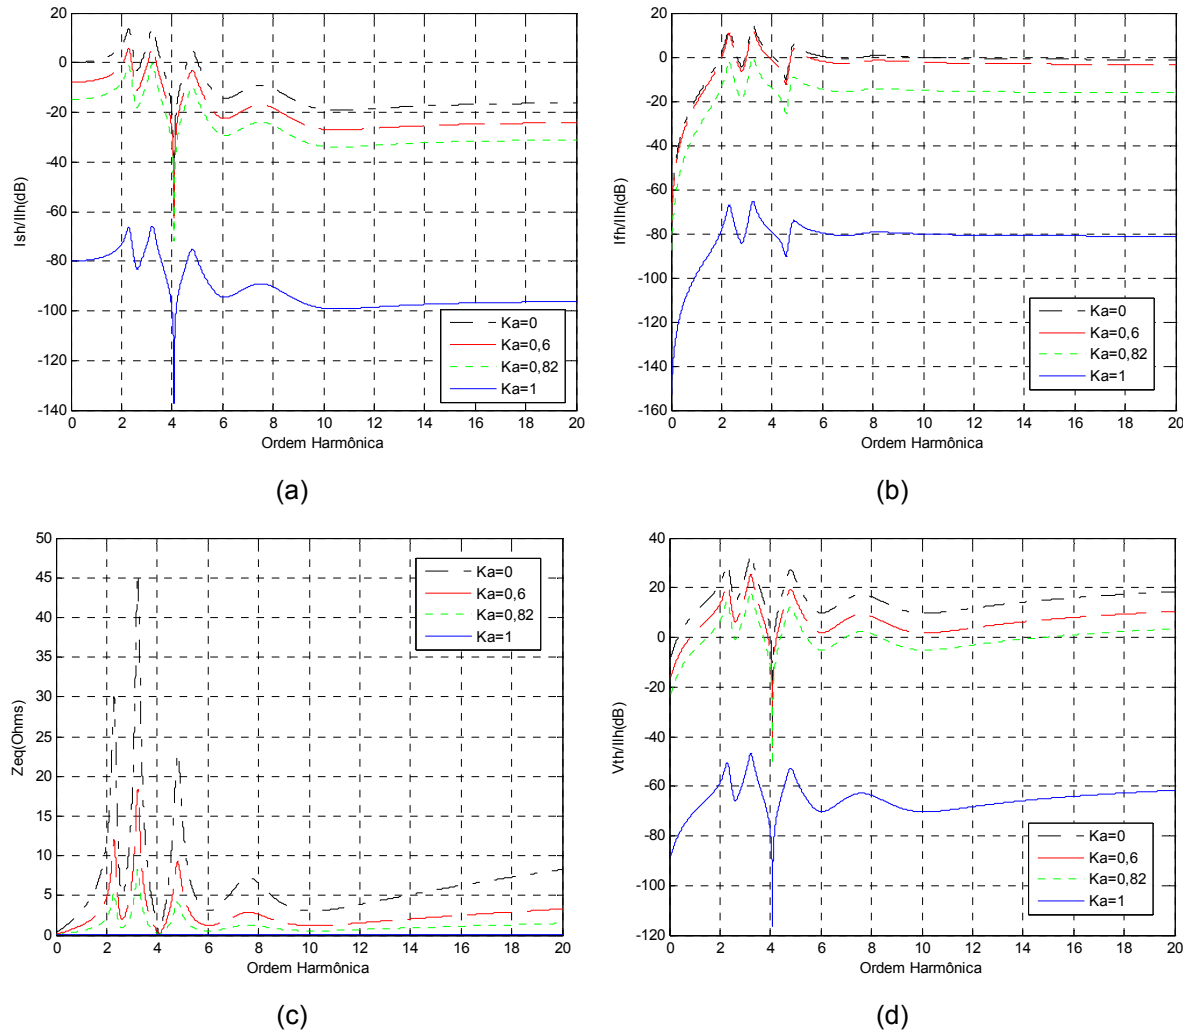 20
0
-20
-40
-60
-80
-100
-120
-140
Ish/Ilh(dB)
0 2 4 6 8 10 12 14 16 18 20
Ordem Harmônica
Ka=0
Ka=0,6
Ka=0,82
Ka=1
(a)
20
0
-20
-40
-60
-80
-100
-120
-140
-160
Ifh/Ilh(dB)
0 2 4 6 8 10 12 14 16 18 20
Ordem Harmônica
Ka=0
Ka=0,6
Ka=0,82
Ka=1
(b)
50
45
40
35
30
25
20
15
10
5
0
Zeq(Ohms)
0 2 4 6 8 10 12 14 16 18 20
Ordem Harmônica
Ka=0
Ka=0,6
Ka=0,82
Ka=1
(c)
40
20
0
-20
-40
-60
-80
-100
-120
Vth/Ilh(dB)
0 2 4 6 8 10 12 14 16 18 20
Ordem Harmônica
Ka=0
Ka=0,6
Ka=0,82
Ka=1
(d)